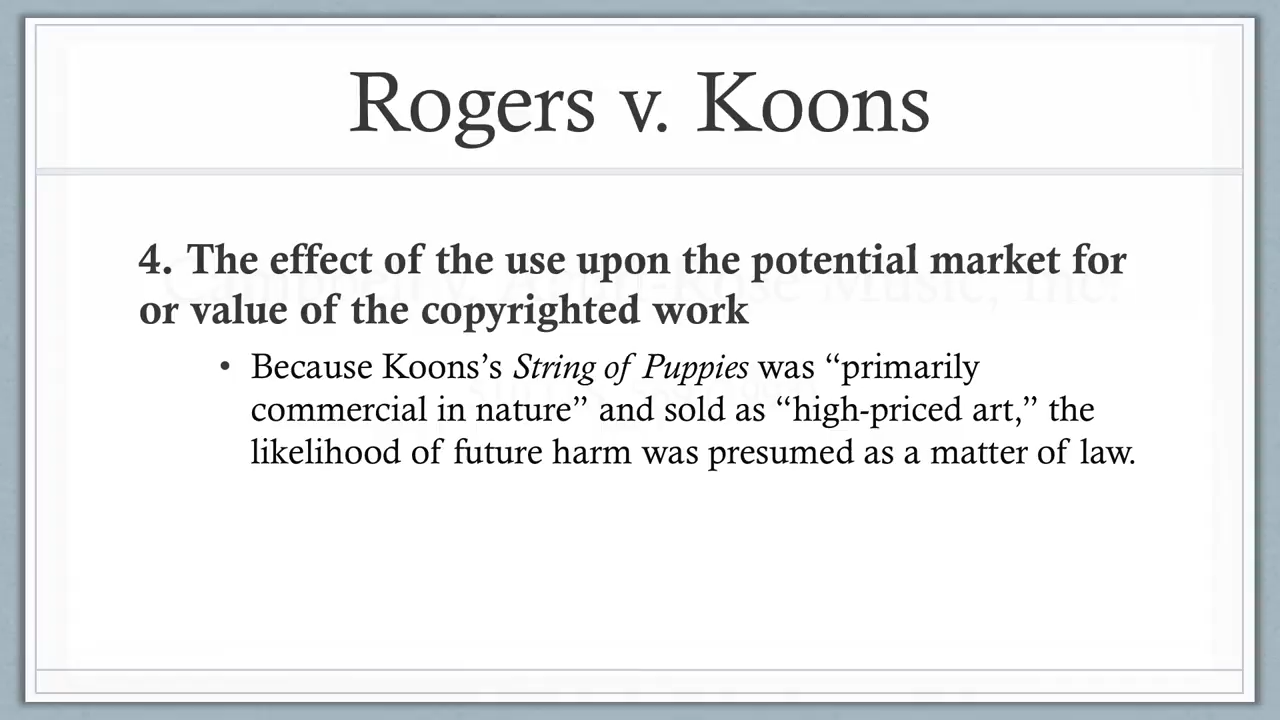 Rogers v. Koons
4. The effect of the use upon the potential market for
or value of the copyrighted work
• Because Koons’s String of Puppies was “primarily
commercial in nature” and sold as “high-priced art,” the
likelihood of future harm was presumed as a matter of law.